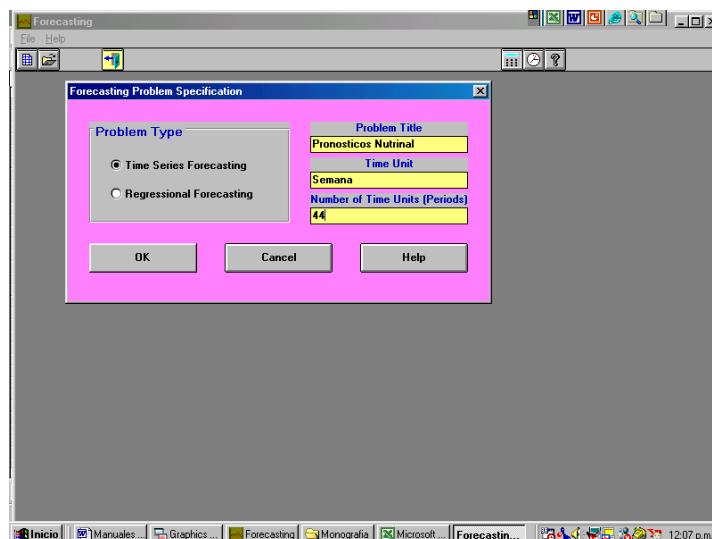 Forecasting
File Help
Forecasting Problem Specification
Problem Type
Time Series Forecasting
Regressional Forecasting
Problem Title
Pronosticos Nutrinal
Time Unit
Semana
Number of Time Units (Periods)
44
OK Cancel Help
Inicio Manuales ... Graphics ... Forecasting Monografia Microsoft ... Forecastin... 12:07 p.m.